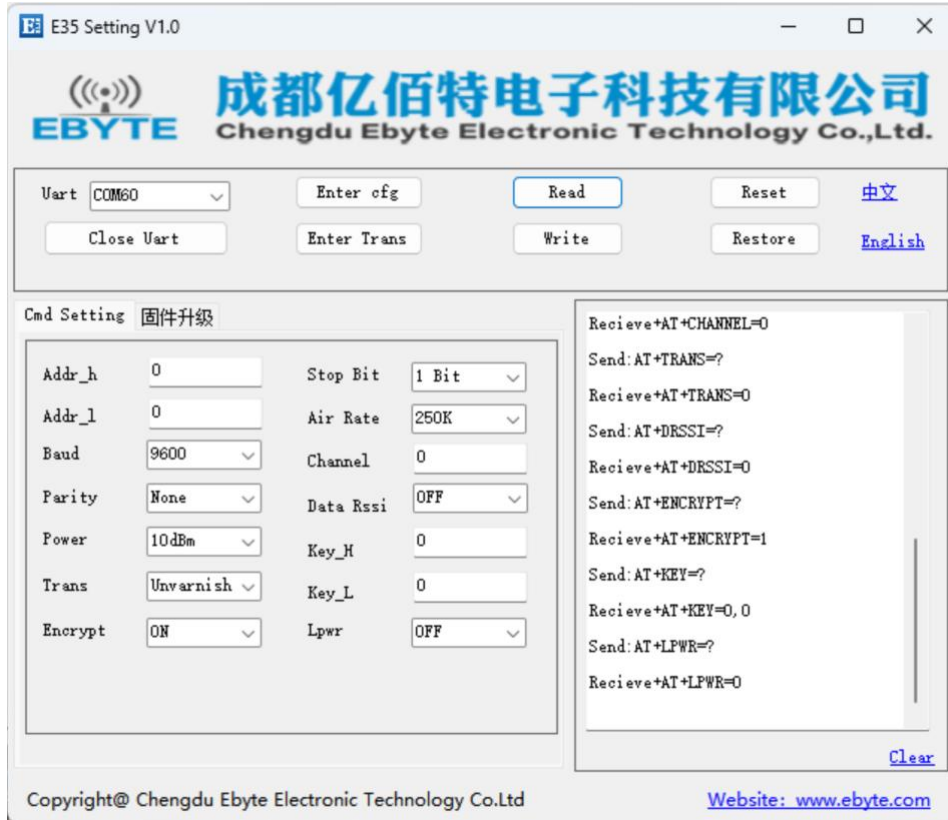 E35 Setting V1.0
EBYTE
成都亿佰特电子科技有限公司
Chengdu Ebyte Electronic Technology Co.,Ltd.
Uart COM60 Enter cfg Read Reset 中文
Close Uart Enter Trans Write Restore English
Cmd Setting 固件升级
Addr_h 0 Stop Bit 1 Bit
Addr_l 0 Air Rate 250K
Baud 9600 Channel 0
Parity None Data Rssi OFF
Power 10dBm Key_H 0
Trans Unvarnish Key_L 0
Encrypt ON Lpwr OFF
Recieve+AT+CHANNEL=0
Send:AT+TRANS=?
Recieve+AT+TRANS=0
Send:AT+DRSSI=?
Recieve+AT+DRSSI=0
Send:AT+ENCRYPT=?
Recieve+AT+ENCRYPT=1
Send:AT+KEY=?
Recieve+AT+KEY=0,0
Send:AT+LPWR=?
Recieve+AT+LPWR=0
Clear
Copyright@ Chengdu Ebyte Electronic Technology Co.Ltd Website: www.ebyte.com